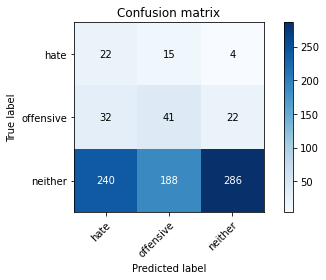 Confusion matrix
hate 22 15 4
offensive 32 41 22
neither 240 188 286
hate offensive neither
True label
Predicted label
250
200
150
100
50